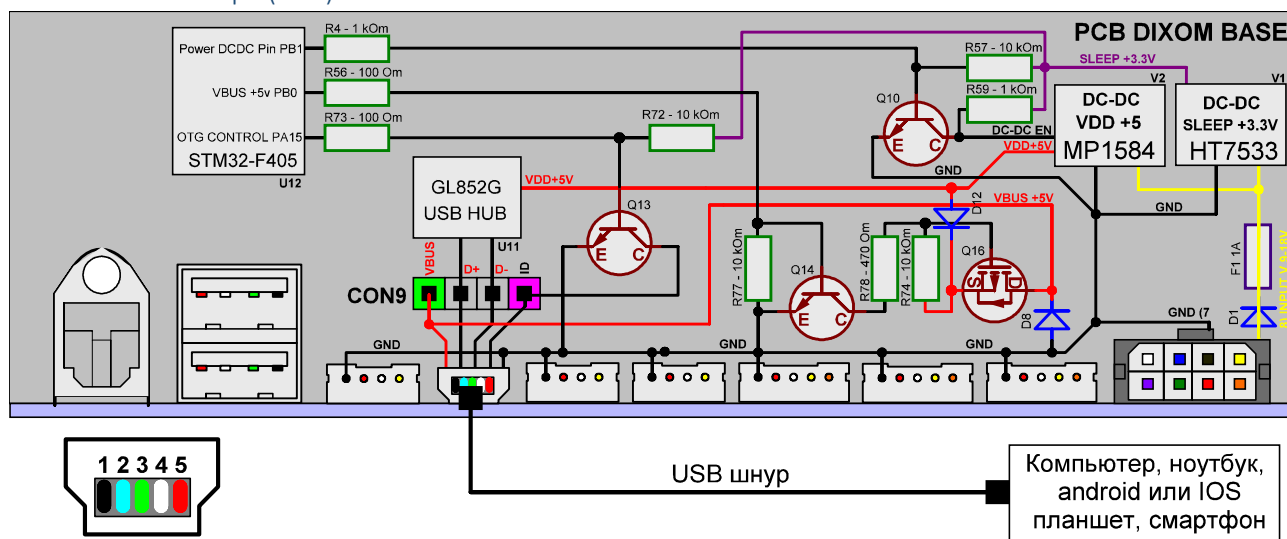 PCB DIXOM BASE
R4 - 1 kOm
Power DCDC Pin PB1
R56 - 100 Om
VBUS +5v PB0
R73 - 100 Om
OTG CONTROL PA15
STM32-F405
U12
R72 - 10 kOm
R57 - 10 kOm
SLEEP +3.3V
R59 - 1 kOm
Q10
E
C
DC-DC EN
VDD+5V
GND
V2
DC-DC
VDD +5
MP1584
V1
DC-DC
SLEEP +3.3V
HT7533
GND
GL852G
USB HUB
U11
VDD+5V
Q13
E
C
VBUS +5V
D12
R77 - 10 kOm
Q14
E
C
R78 - 470 Om
R74 - 10 kOm
Q16
S
D
D8
F1 1A
D1
VBUS
D+
D-
ID
CON9
GND
GND
GND
GND (7
1 2 3 4 5
USB шнур
Компьютер, ноутбук,
android или IOS
планшет, смартфон